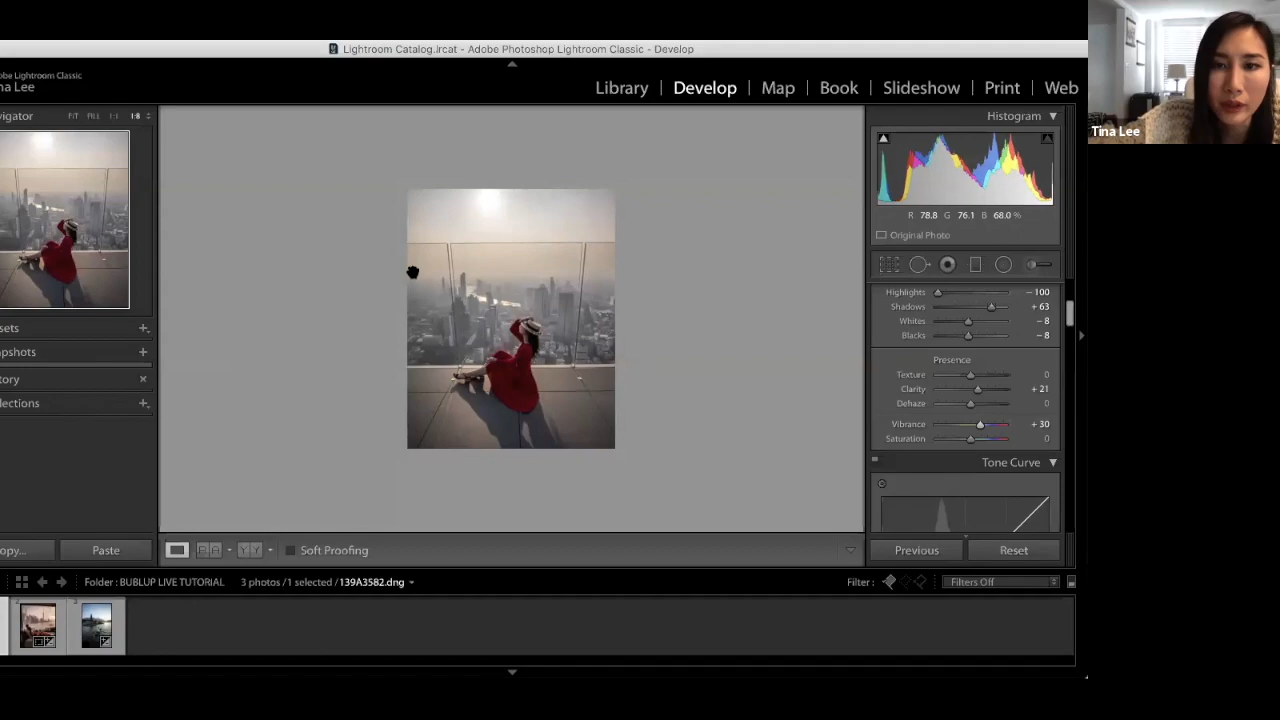 Lightroom Catalog.lrcat - Adobe Photoshop Lightroom Classic - Develop
Tina Lee
obe Lightroom Classic
na Lee
Library | Develop | Map | Book | Slideshow | Print | Web
vigator FIT FILL 1:1 1:8
Histogram
R 78.8 G 76.1 B 68.0 %
Original Photo
Highlights - 100
Shadows + 63
Whites - 8
Blacks - 8
Presence
Texture 0
Clarity + 21
Dehaze 0
Vibrance + 30
Saturation 0
Tone Curve
sets +
pshots +
tory ×
llections +
opy... Paste
Soft Proofing
Previous Reset
Folder : BUBLUP LIVE TUTORIAL 3 photos /1 selected /139A3582.dng
Filter : Filters Off